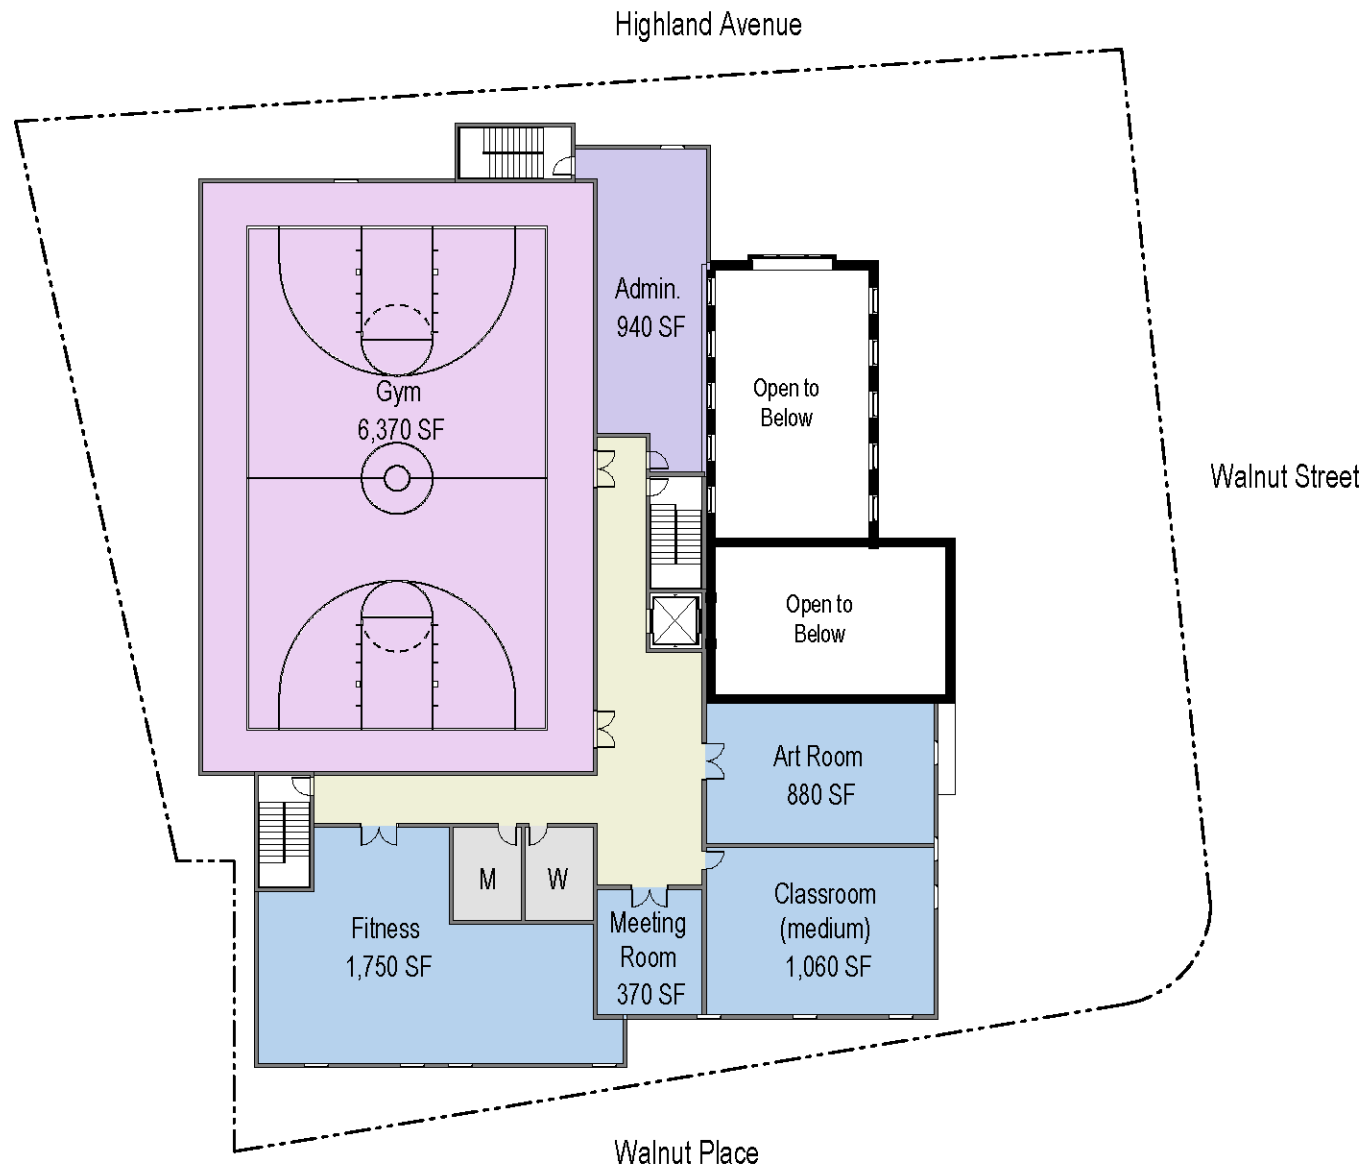 Highland Avenue
Admin.
940 SF
Gym
6,370 SF
Open to
Below
Walnut Street
Open to
Below
Art Room
880 SF
M
W
Classroom
(medium)
1,060 SF
Meeting
Room
370 SF
Fitness
1,750 SF
Walnut Place